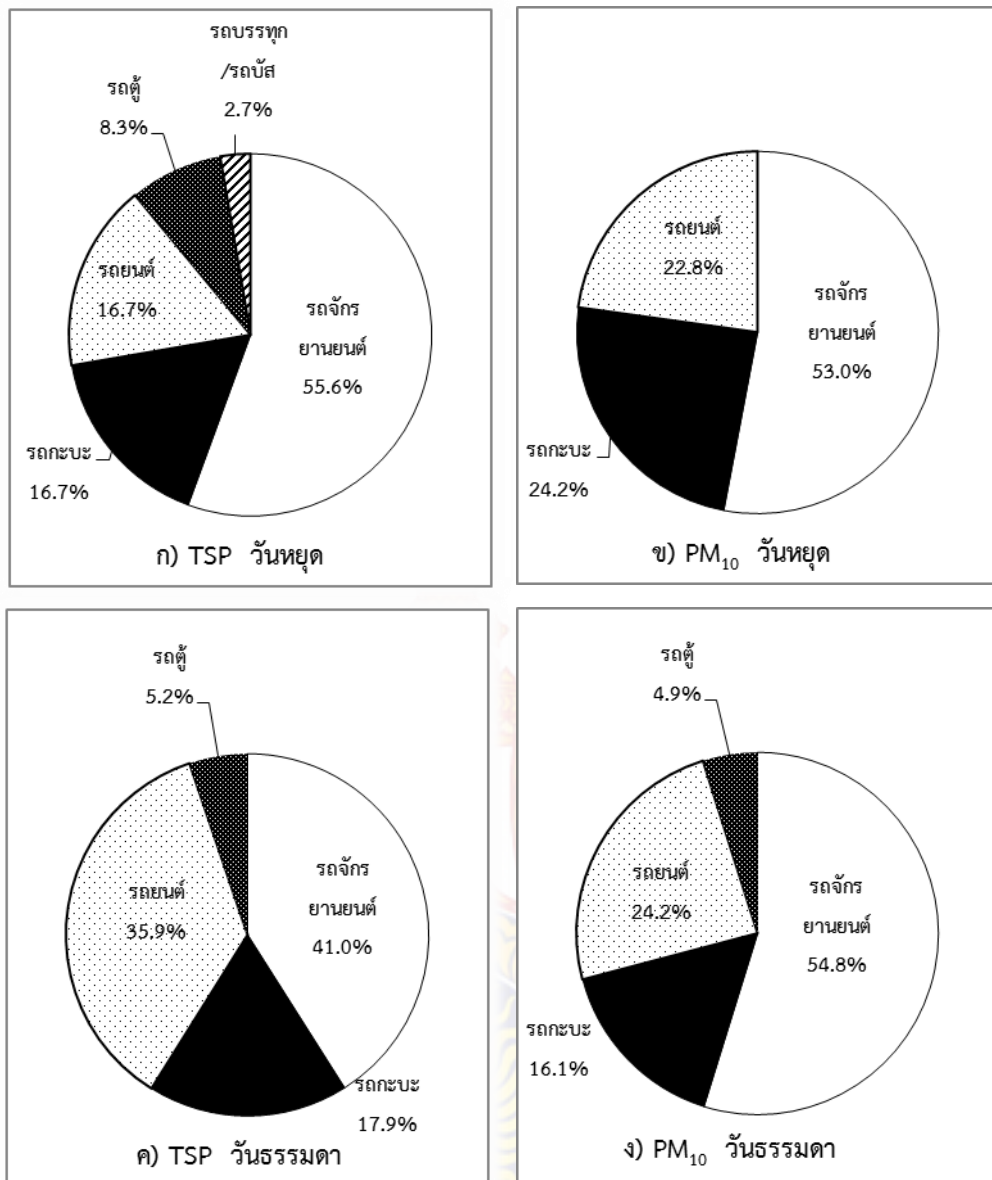 รถบรรทุก
/รถบัส
2.7%
รถตู้
8.3%
รถยนต์
16.7%
รถจักร
ยานยนต์
55.6%
รถกะบะ
16.7%
ก) TSP วันหยุด
รถยนต์
22.8%
รถจักร
ยานยนต์
53.0%
รถกะบะ
24.2%
ข) PM₁₀ วันหยุด
รถตู้
5.2%
รถยนต์
35.9%
รถจักร
ยานยนต์
41.0%
รถกะบะ
17.9%
ค) TSP วันธรรมดา
รถตู้
4.9%
รถยนต์
24.2%
รถจักร
ยานยนต์
54.8%
รถกะบะ
16.1%
ง) PM₁₀ วันธรรมดา